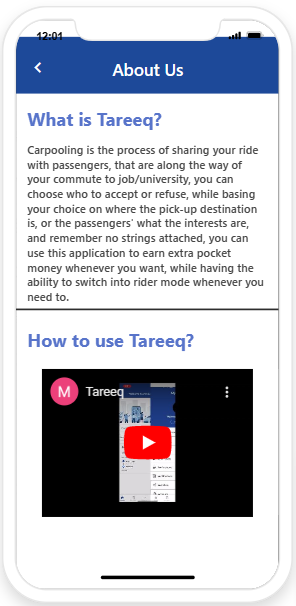 12:01
About Us
What is Tareeq?
Carpooling is the process of sharing your ride
with passengers, that are along the way of
your commute to job/university, you can
choose who to accept or refuse, while basing
your choice on where the pick-up destination
is, or the passengers' what the interests are,
and remember no strings attached, you can
use this application to earn extra pocket
money whenever you want, while having the
ability to switch into rider mode whenever you
need to.
How to use Tareeq?
M Tareeq